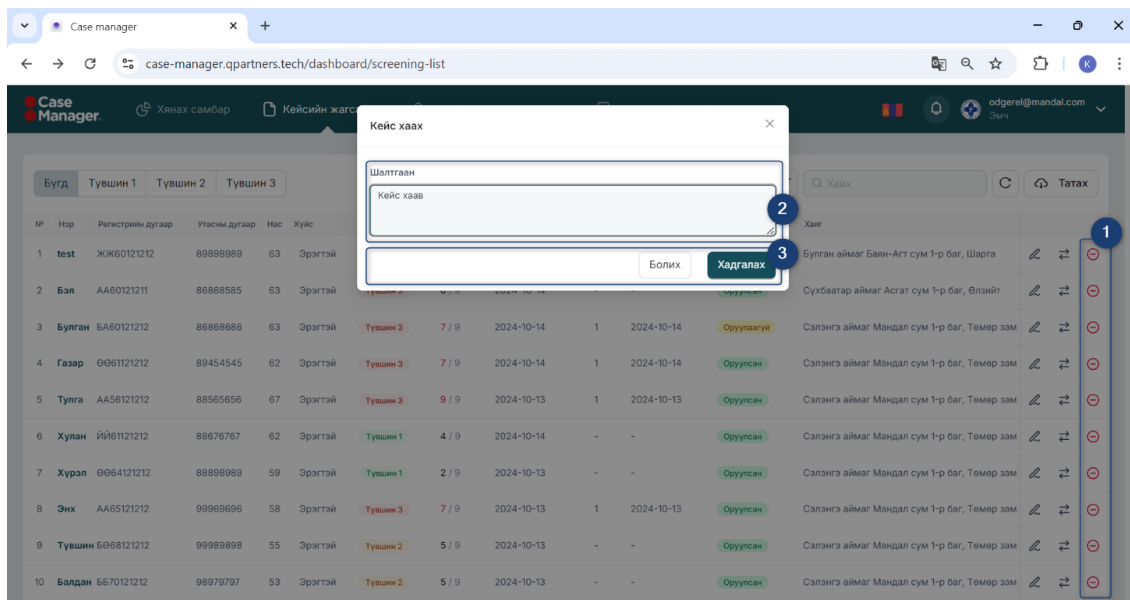 Case manager
case-manager.qpartners.tech/dashboard/screening-list
K
Case Manager.
Хянах самбар
Кейсийн жагс
odgerel@mandal.com
Эмч
Кейс хаах
Шалтгаан
Кейс хаав
2
3
Болих Хадгалах
Бүгд Түвшин 1 Түвшин 2 Түвшин 3
Хайх
Татах
1
№ Нэр Регистрийн дугаар Утасны дугаар Нас Хүйс Хаяг
1 test ЖЖ60121212 89898989 63 Эрэгтэй Булган аймаг Баян-Агт сум 1-р баг, Шарга
2 Бэл АА60121211 86868585 63 Эрэгтэй Түвшин 3 6 / 9 2024-10-14 - - Оруулсан Сүхбаатар аймаг Асгат сум 1-р баг, Өлзийт
3 Булган БА60121212 86868686 63 Эрэгтэй Түвшин 3 7 / 9 2024-10-14 1 2024-10-14 Оруулаагүй Сэлэнгэ аймаг Мандал сум 1-р баг, Төмөр зам
4 Газар ӨӨ61121212 89454545 62 Эрэгтэй Түвшин 3 7 / 9 2024-10-14 1 2024-10-14 Оруулсан Сэлэнгэ аймаг Мандал сум 1-р баг, Төмөр зам
5 Тулга АА56121212 88565656 67 Эрэгтэй Түвшин 3 9 / 9 2024-10-13 1 2024-10-13 Оруулсан Сэлэнгэ аймаг Мандал сум 1-р баг, Төмөр зам
6 Хулан ЙЙ61121212 88676767 62 Эрэгтэй Түвшин 1 4 / 9 2024-10-14 - - Оруулсан Сэлэнгэ аймаг Мандал сум 1-р баг, Төмөр зам
7 Хүрэл ӨӨ64121212 88898989 59 Эрэгтэй Түвшин 1 2 / 9 2024-10-13 - - Оруулсан Сэлэнгэ аймаг Мандал сум 1-р баг, Төмөр зам
8 Энх АА65121212 99969696 58 Эрэгтэй Түвшин 3 7 / 9 2024-10-13 1 2024-10-13 Оруулсан Сэлэнгэ аймаг Мандал сум 1-р баг, Төмөр зам
9 Түвшин БӨ68121212 99989898 55 Эрэгтэй Түвшин 2 5 / 9 2024-10-13 - - Оруулсан Сэлэнгэ аймаг Мандал сум 1-р баг, Төмөр зам
10 Балдан ББ70121212 98979797 53 Эрэгтэй Түвшин 2 5 / 9 2024-10-13 - - Оруулсан Сэлэнгэ аймаг Мандал сум 1-р баг, Төмөр зам